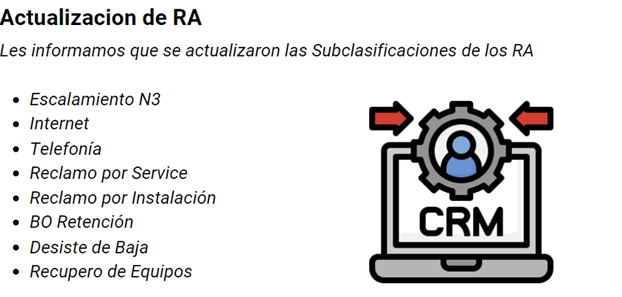 Actualizacion de RA
Les informamos que se actualizaron las Subclasificaciones de los RA
Escalamiento N3
Internet
Telefonía
Reclamo por Service
Reclamo por Instalación
BO Retención
Desiste de Baja
Recupero de Equipos
CRM